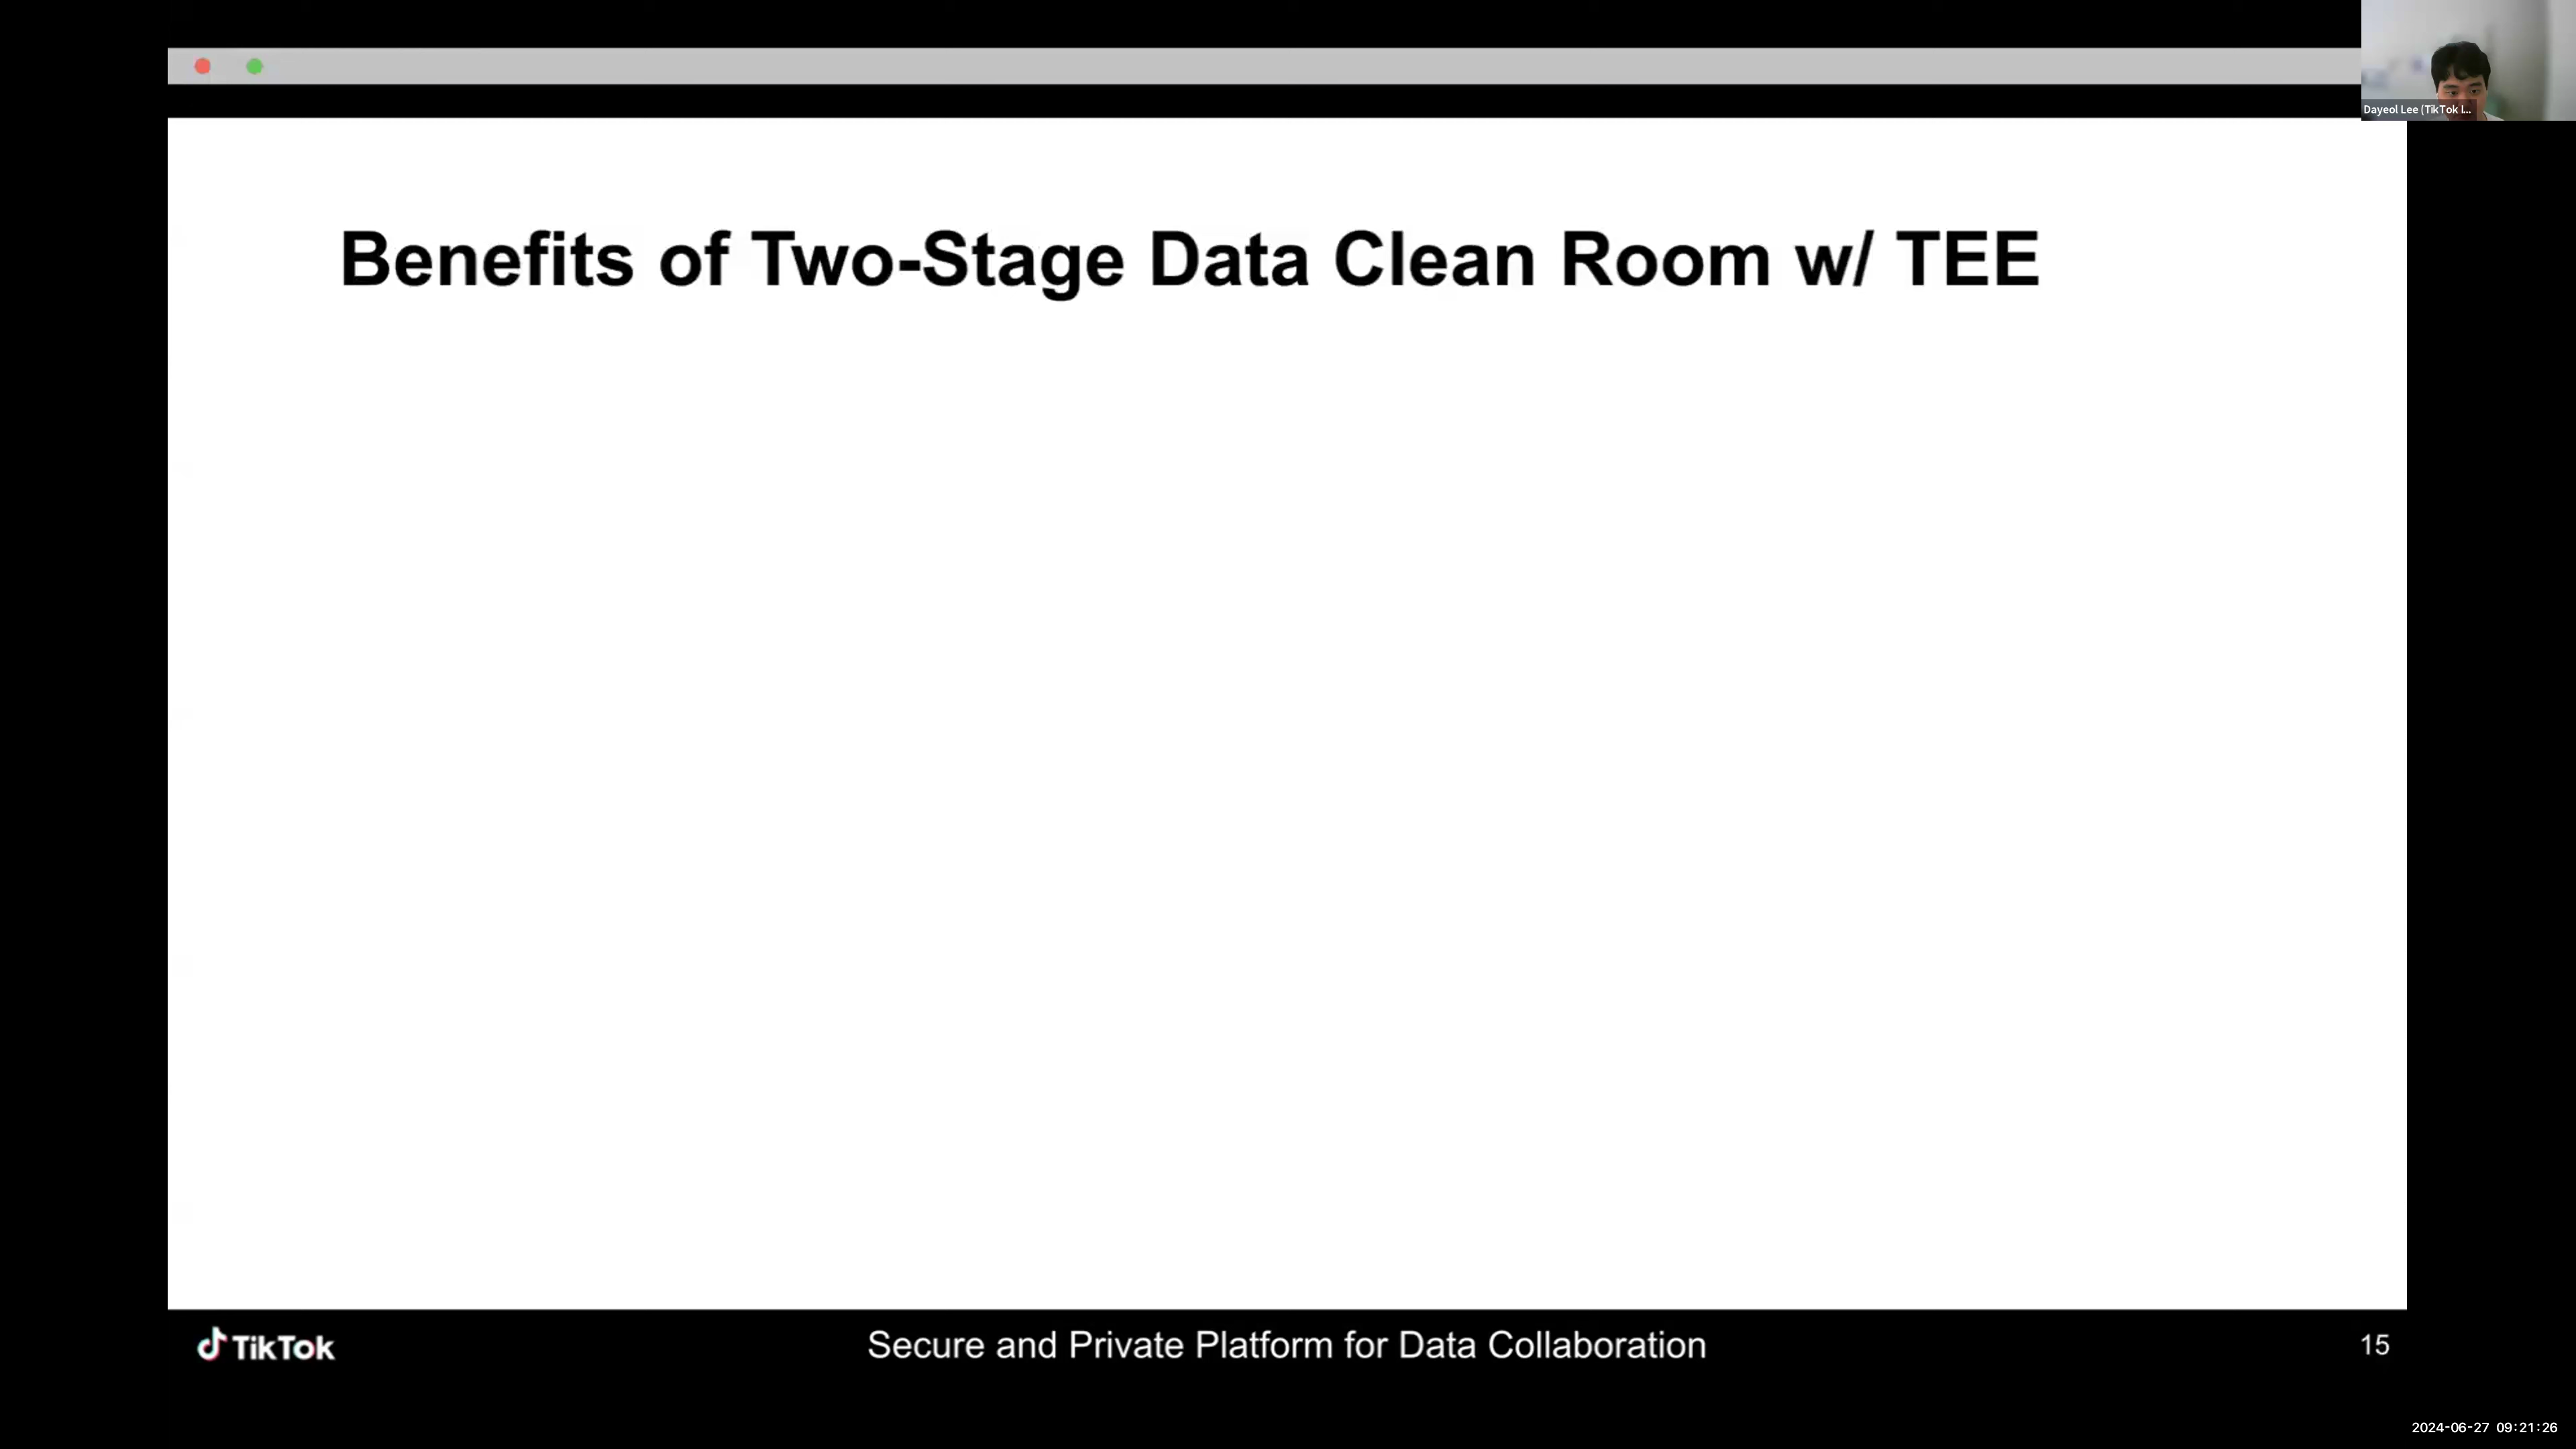 Dayeol Lee (TikTok I...
Benefits of Two-Stage Data Clean Room w/ TEE
TikTok
Secure and Private Platform for Data Collaboration
15
2024-06-27 09:21:26